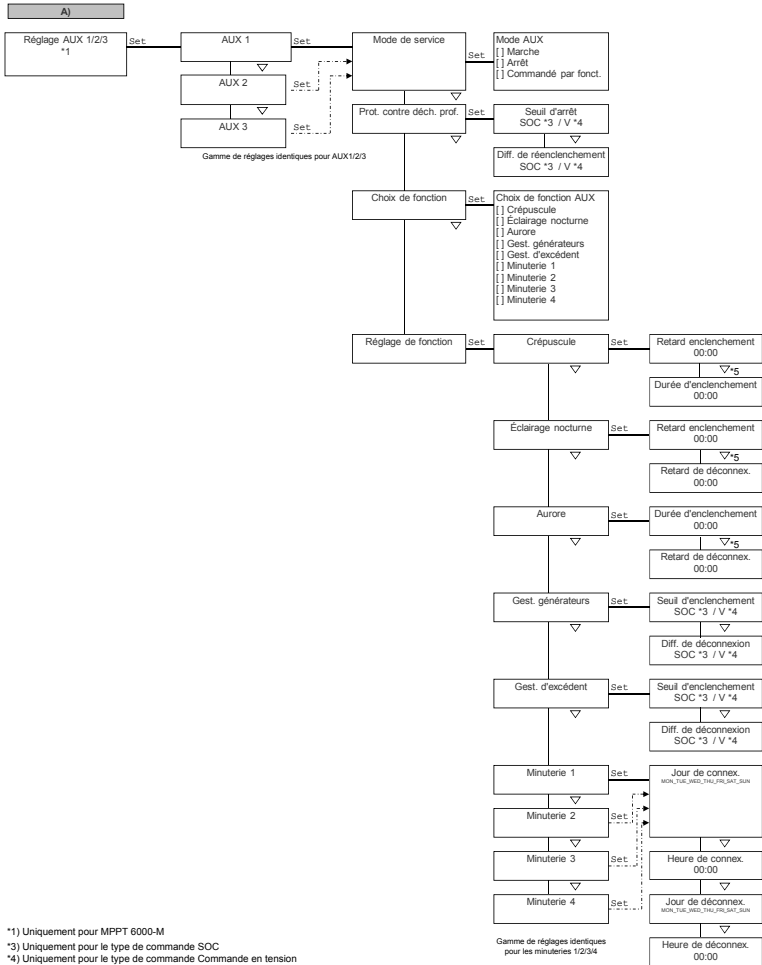 A)
Réglage AUX 1/2/3
*1
Set
AUX 1
Set
Mode de service
Set
Mode AUX
[ ] Marche
[ ] Arrêt
[ ] Commandé par fonct.
AUX 2
Set
AUX 3
Set
Gamme de réglages identiques pour AUX1/2/3
Prot. contre déch. prof.
Set
Seuil d'arrêt
SOC *3 / V *4
Diff. de réenclenchement
SOC *3 / V *4
Choix de fonction
Set
Choix de fonction AUX
[ ] Crépuscule
[ ] Éclairage nocturne
[ ] Aurore
[ ] Gest. générateurs
[ ] Gest. d'excédent
[ ] Minuterie 1
[ ] Minuterie 2
[ ] Minuterie 3
[ ] Minuterie 4
Réglage de fonction
Set
Crépuscule
Set
Retard enclenchement
00:00
*5
Durée d'enclenchement
00:00
Éclairage nocturne
Set
Retard enclenchement
00:00
*5
Retard de déconnex.
00:00
Aurore
Set
Durée d'enclenchement
00:00
*5
Retard de déconnex.
00:00
Gest. générateurs
Set
Seuil d'enclenchement
SOC *3 / V *4
Diff. de déconnexion
SOC *3 / V *4
Gest. d'excédent
Set
Seuil d'enclenchement
SOC *3 / V *4
Diff. de déconnexion
SOC *3 / V *4
Minuterie 1
Set
Jour de connex.
MON_TUE_WED_THU_FRI_SAT_SUN
Minuterie 2
Set
Minuterie 3
Set
Heure de connex.
00:00
Minuterie 4
Set
Jour de déconnex.
MON_TUE_WED_THU_FRI_SAT_SUN
Gamme de réglages identiques
pour les minuteries 1/2/3/4
Heure de déconnex.
00:00
*1) Uniquement pour MPPT 6000-M
*3) Uniquement pour le type de commande SOC
*4) Uniquement pour le type de commande Commande en tension